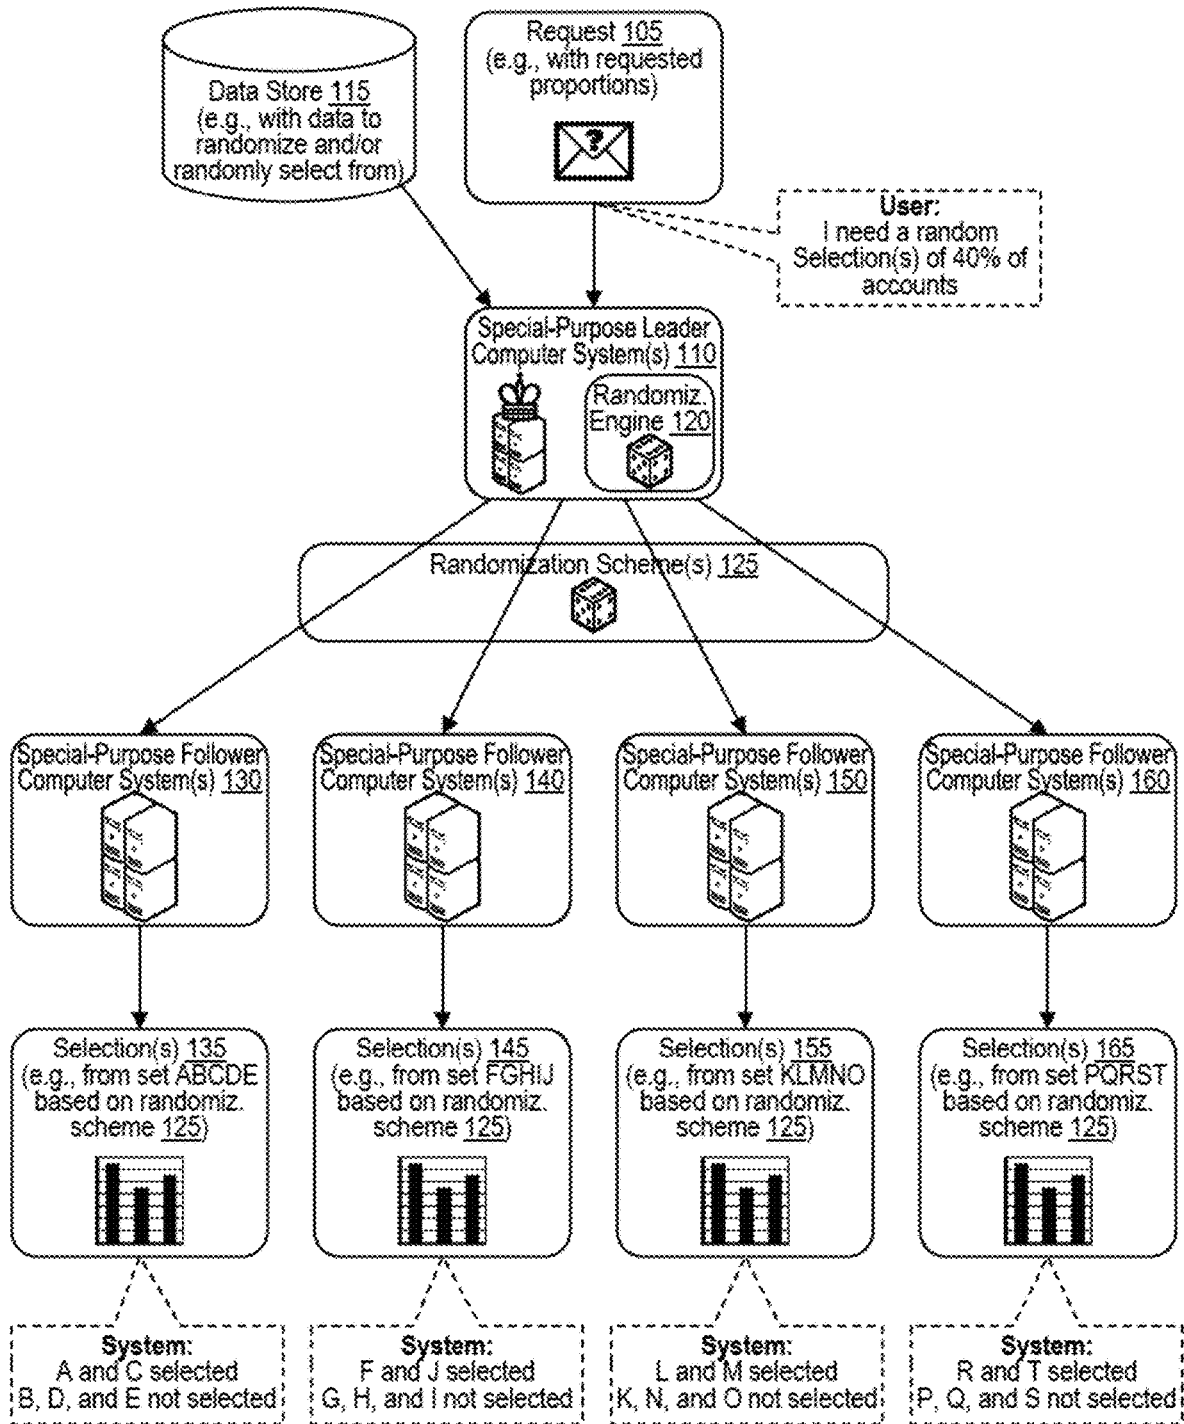 Data Store 115
(e.g., with data to
randomize and/or
randomly select from)
Request 105
(e.g., with requested
proportions)
?
User:
I need a random
Selection(s) of 40% of
accounts
Special-Purpose Leader
Computer System(s) 110
Randomiz.
Engine 120
Randomization Scheme(s) 125
Special-Purpose Follower
Computer System(s) 130
Special-Purpose Follower
Computer System(s) 140
Special-Purpose Follower
Computer System(s) 150
Special-Purpose Follower
Computer System(s) 160
Selection(s) 135
(e.g., from set ABCDE
based on randomiz.
scheme 125)
Selection(s) 145
(e.g., from set FGHIJ
based on randomiz.
scheme 125)
Selection(s) 155
(e.g., from set KLMNO
based on randomiz.
scheme 125)
Selection(s) 165
(e.g., from set PQRST
based on randomiz.
scheme 125)
System:
A and C selected
B, D, and E not selected
System:
F and J selected
G, H, and I not selected
System:
L and M selected
K, N, and O not selected
System:
R and T selected
P, Q, and S not selected